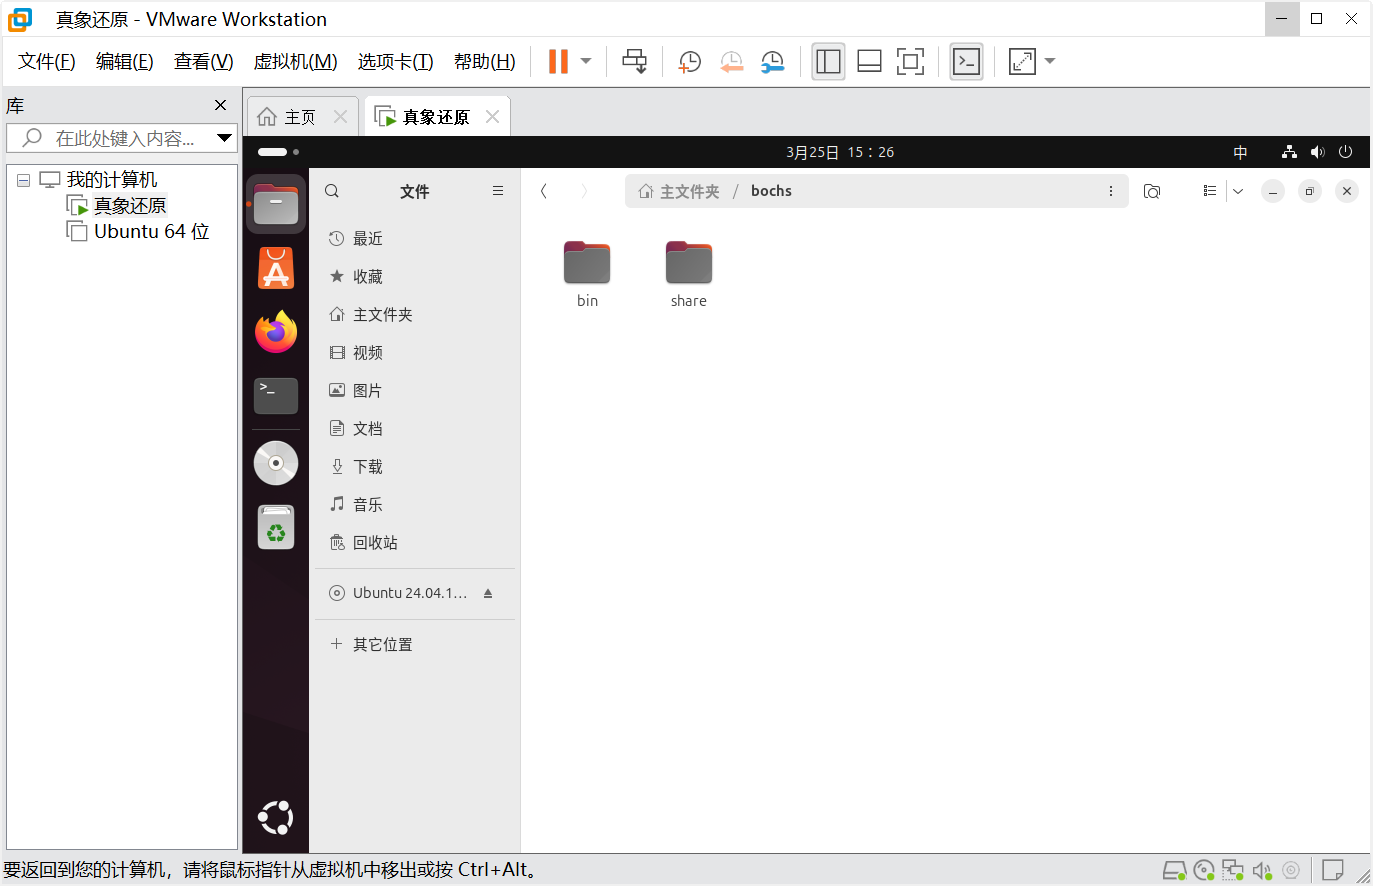 真象还原 - VMware Workstation
文件(F) 编辑(E) 查看(V) 虚拟机(M) 选项卡(T) 帮助(H)
库
在此处键入内容...
我的计算机
真象还原
Ubuntu 64 位
主页
真象还原
3月25日 15：26
中
文件
主文件夹 / bochs
最近
收藏
主文件夹
视频
图片
文档
下载
音乐
回收站
Ubuntu 24.04.1...
其它位置
bin
share
要返回到您的计算机，请将鼠标指针从虚拟机中移出或按 Ctrl+Alt。